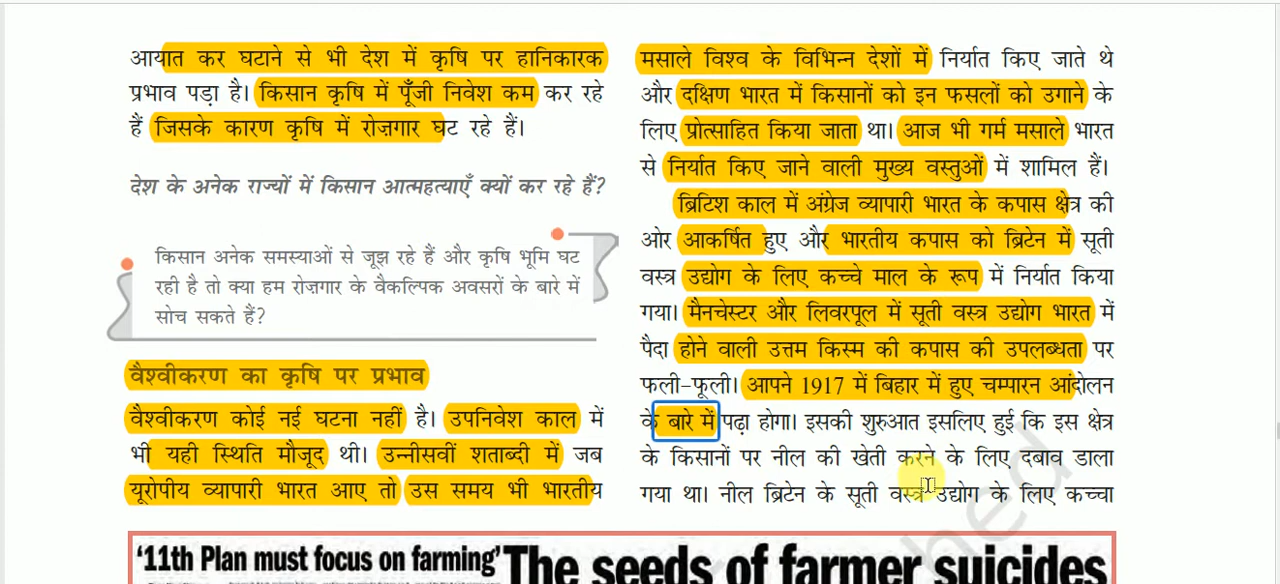 आयात कर घटाने से भी देश में कृषि पर हानिकारक
प्रभाव पड़ा है। किसान कृषि में पूँजी निवेश कम कर रहे
हैं जिसके कारण कृषि में रोज़गार घट रहे हैं।
देश के अनेक राज्यों में किसान आत्महत्याएँ क्यों कर रहे हैं?
किसान अनेक समस्याओं से जूझ रहे हैं और कृषि भूमि घट
रही है तो क्या हम रोज़गार के वैकल्पिक अवसरों के बारे में
सोच सकते हैं?
वैश्वीकरण का कृषि पर प्रभाव
वैश्वीकरण कोई नई घटना नहीं है। उपनिवेश काल में
भी यही स्थिति मौजूद थी। उन्नीसवीं शताब्दी में जब
यूरोपीय व्यापारी भारत आए तो उस समय भी भारतीय
मसाले विश्व के विभिन्न देशों में निर्यात किए जाते थे
और दक्षिण भारत में किसानों को इन फसलों को उगाने के
लिए प्रोत्साहित किया जाता था। आज भी गर्म मसाले भारत
से निर्यात किए जाने वाली मुख्य वस्तुओं में शामिल हैं।
ब्रिटिश काल में अंग्रेज व्यापारी भारत के कपास क्षेत्र की
ओर आकर्षित हुए और भारतीय कपास को ब्रिटेन में सूती
वस्त्र उद्योग के लिए कच्चे माल के रूप में निर्यात किया
गया। मैनचेस्टर और लिवरपूल में सूती वस्त्र उद्योग भारत में
पैदा होने वाली उत्तम किस्म की कपास की उपलब्धता पर
फली-फूली। आपने 1917 में बिहार में हुए चम्पारन आंदोलन
के बारे में पढ़ा होगा। इसकी शुरुआत इसलिए हुई कि इस क्षेत्र
के किसानों पर नील की खेती करने के लिए दबाव डाला
गया था। नील ब्रिटेन के सूती वस्त्र उद्योग के लिए कच्चा
'11th Plan must focus on farming'
The seeds of farmer suicides